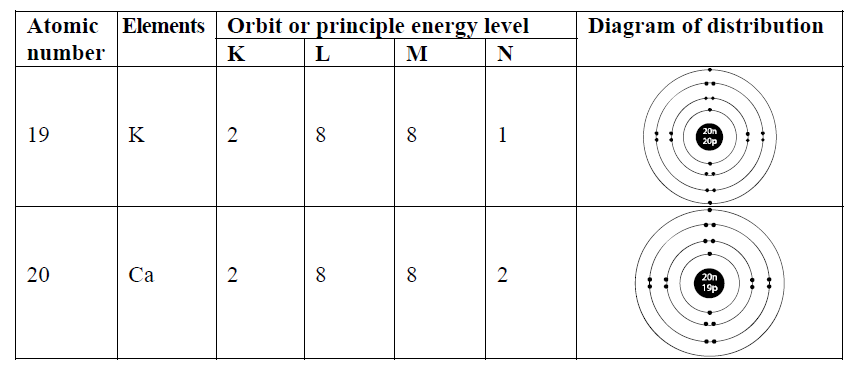 Atomic number Elements Orbit or principle energy level Diagram of distribution
K L M N
19 K 2 8 8 1
20n
20p
20 Ca 2 8 8 2
20n
19p